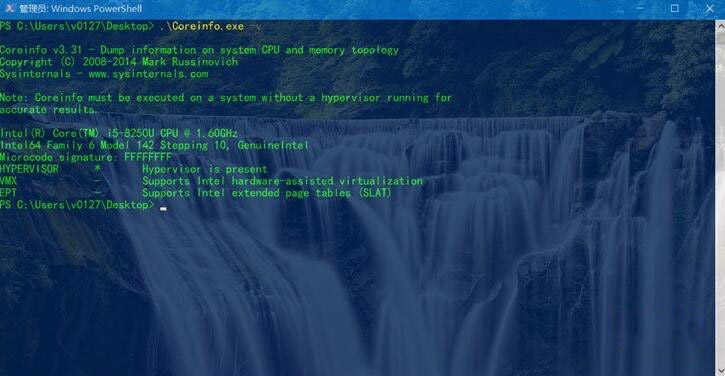 管理员: Windows PowerShell
PS C:\Users\v0127\Desktop> .\Coreinfo.exe -v
Coreinfo v3.31 - Dump information on system CPU and memory topology
Copyright (C) 2008-2014 Mark Russinovich
Sysinternals - www.sysinternals.com
Note: Coreinfo must be executed on a system without a hypervisor running for
accurate results.
Intel(R) Core(TM) i5-8250U CPU @ 1.60GHz
Intel64 Family 6 Model 142 Stepping 10, GenuineIntel
Microcode signature: FFFFFFFF
HYPERVISOR * Hypervisor is present
VMX - Supports Intel hardware-assisted virtualization
EPT - Supports Intel extended page tables (SLAT)
PS C:\Users\v0127\Desktop>